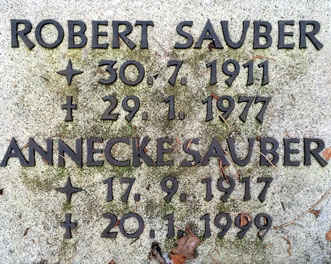 ROBERT SAUBER
✦ 30. 7. 1911
† 29. 1. 1977
ANNECKE SAUBER
✦ 17. 9. 1917
† 20. 1. 1999